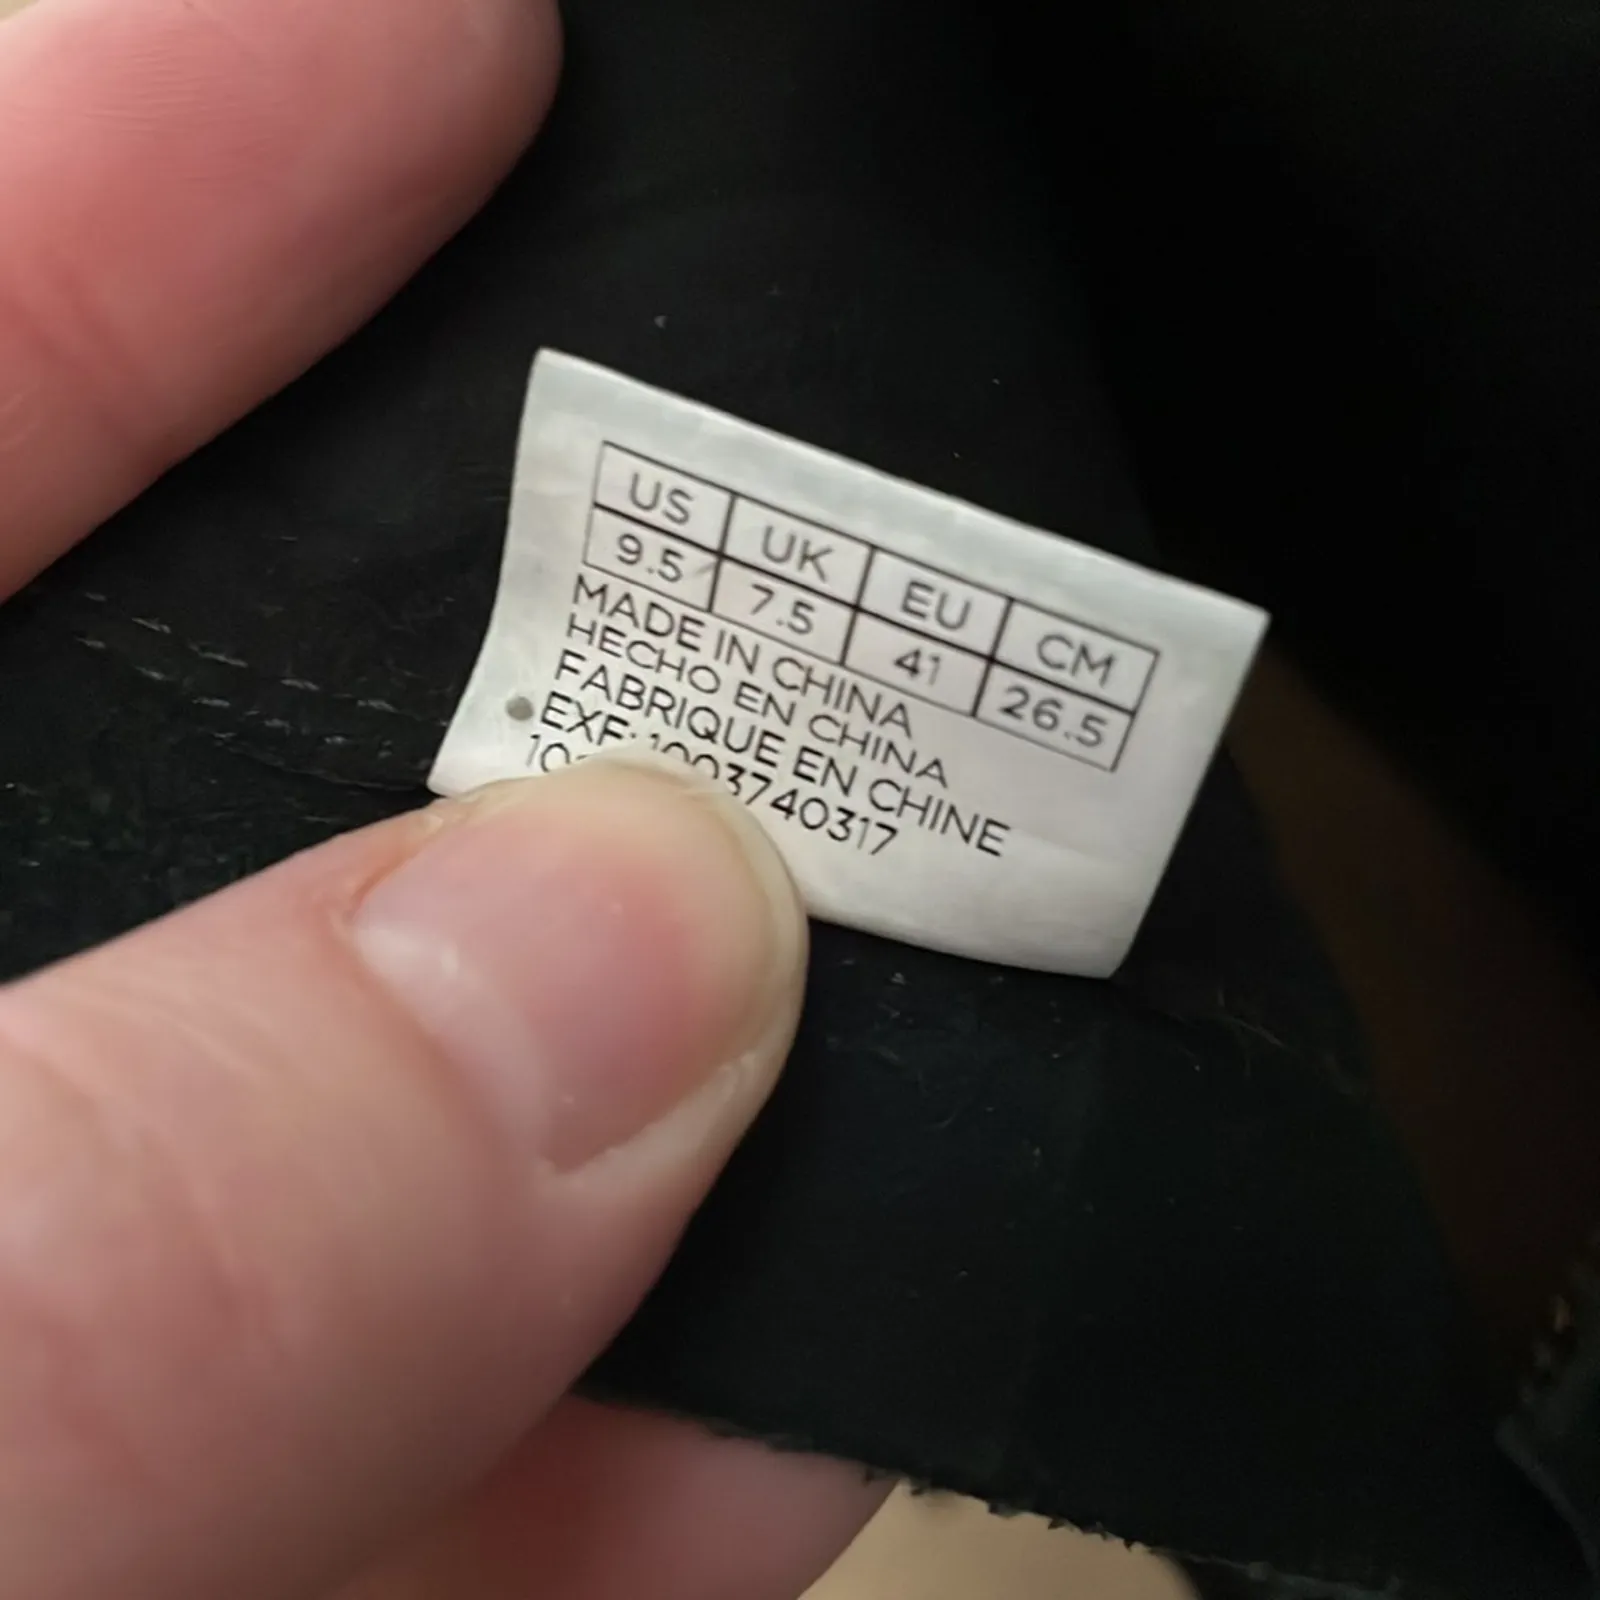 US UK EU CM
9.5 7.5 41 26.5
MADE IN CHINA
HECHO EN CHINA
FABRIQUE EN CHINE
EXF: 1003740317